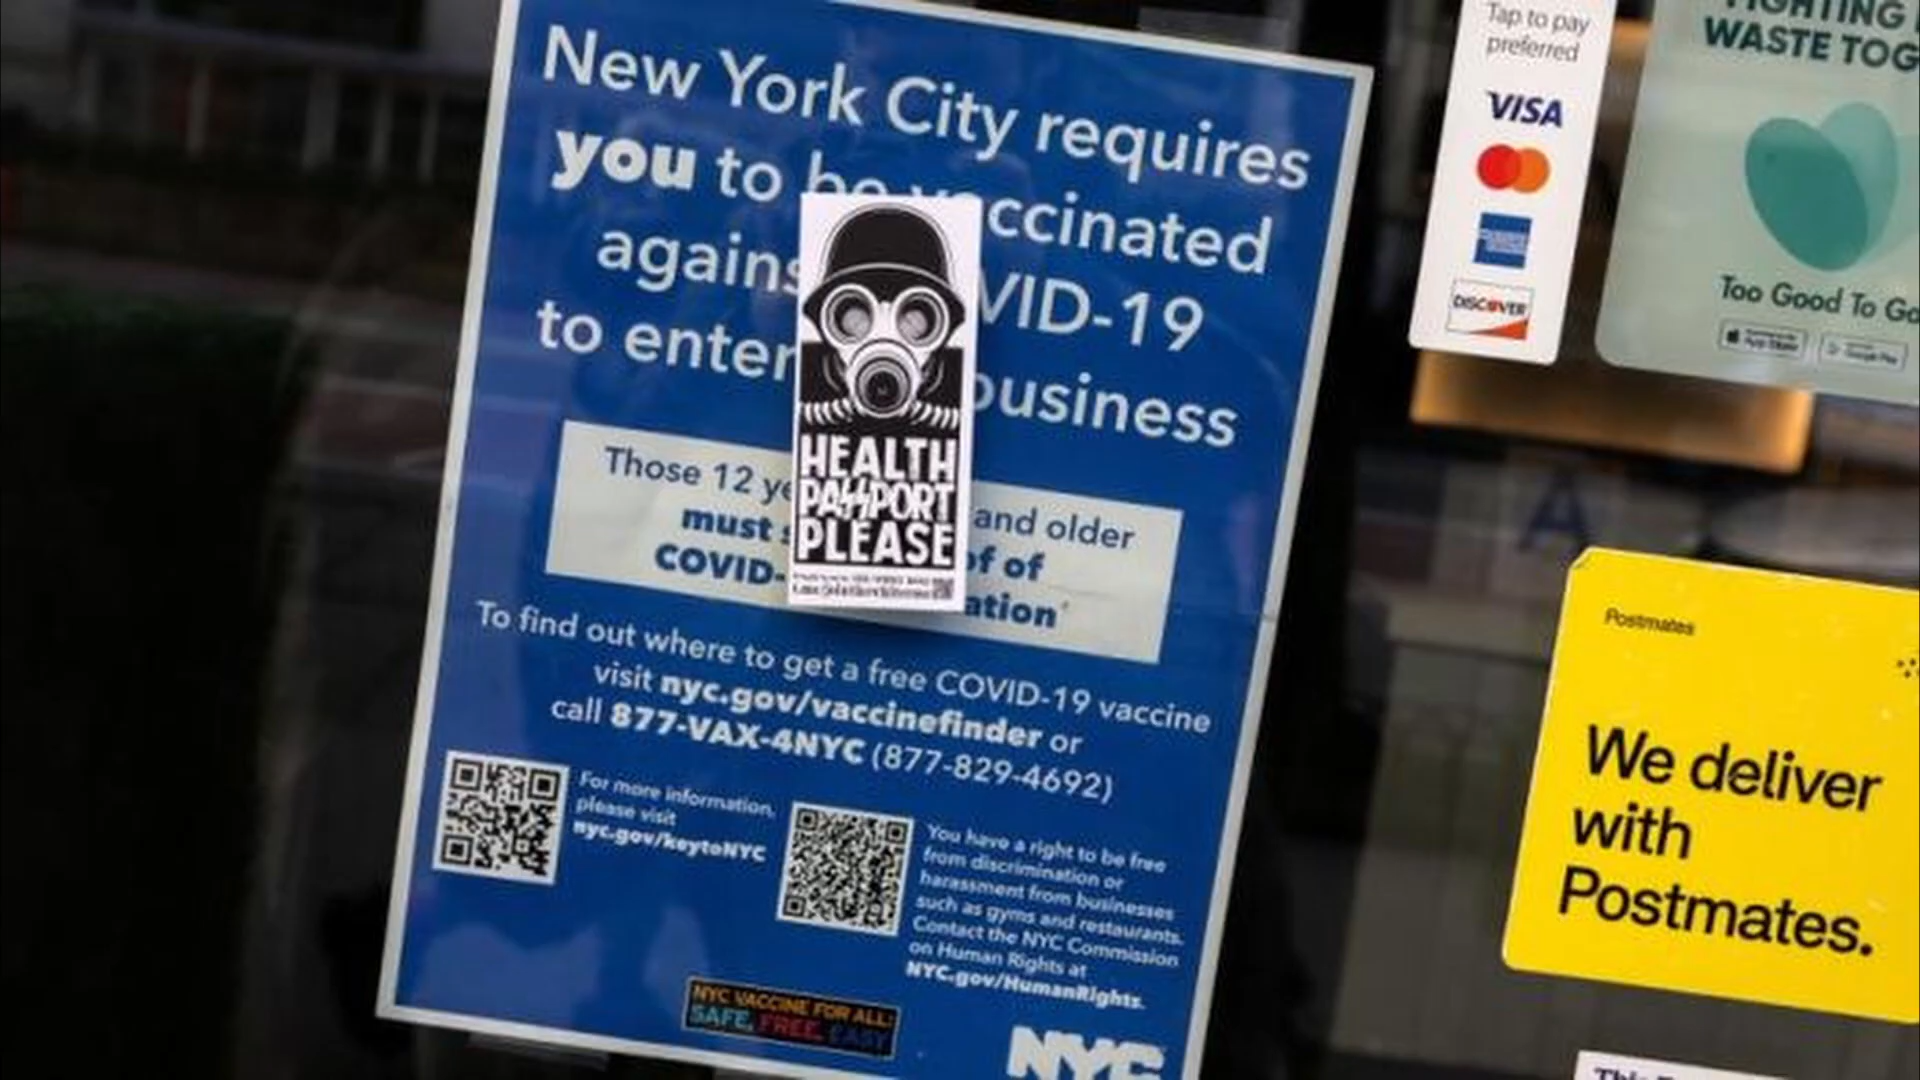 New York City requires
you to be vaccinated
agains VID-19
to enter business
Those 12 ye and older
must of of
COVID- ation*
HEALTH
PASSPORT
PLEASE
To find out where to get a free COVID-19 vaccine
visit nyc.gov/vaccinefinder or
call 877-VAX-4NYC (877-829-4692)
For more information,
please visit
nyc.gov/keytoNYC
You have a right to be free
from discrimination or
harassment from businesses
such as gyms and restaurants.
Contact the NYC Commission
on Human Rights at
NYC.gov/HumanRights.
NYC VACCINE FOR ALL:
SAFE, FREE, EASY
NYC
Tap to pay
preferred
VISA
DISCOVER
FIGHTING
WASTE TOG
Too Good To Go
App Store
Google Play
A
Postmates
We deliver
with
Postmates.